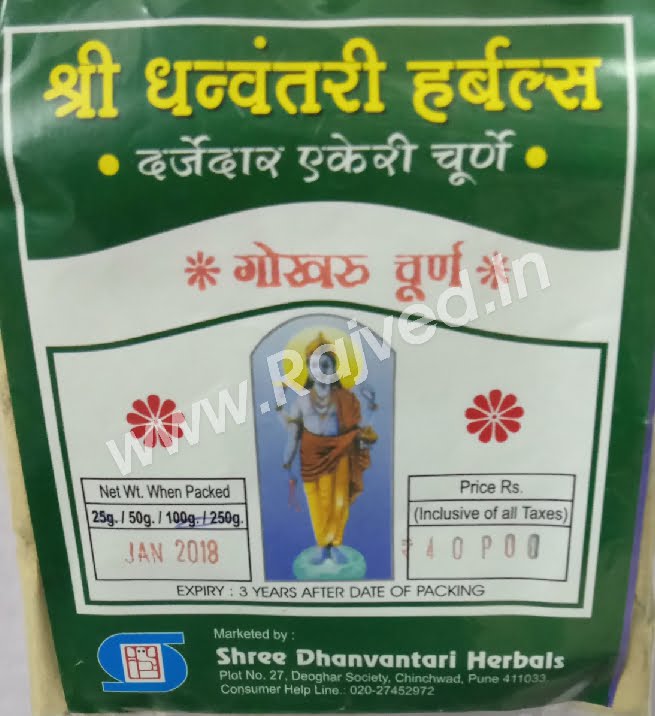 श्री धन्वंतरी हर्बल्स
• दर्जेदार एकेरी चूर्णे •
गोखरु चूर्ण
www.Rajved.In
Net Wt. When Packed
25g. / 50g. / 100g. / 250g.
JAN 2018
Price Rs.
(Inclusive of all Taxes)
40 P00
EXPIRY : 3 YEARS AFTER DATE OF PACKING
Marketed by :
Shree Dhanvantari Herbals
Plot No. 27, Deoghar Society, Chinchwad, Pune 411033
Consumer Help Line.: 020-27452972